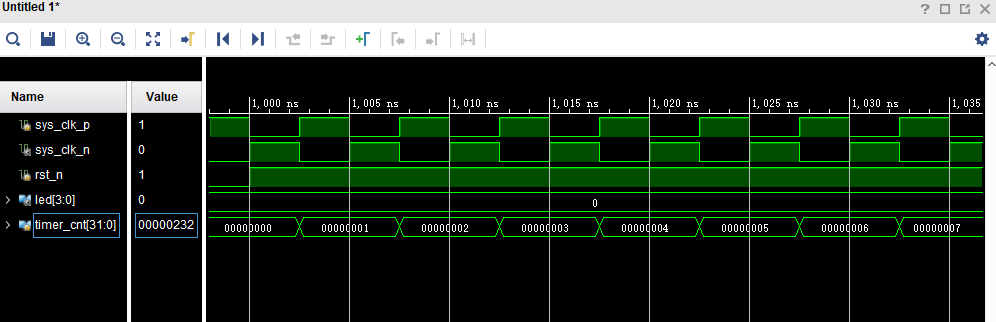 Untitled 1*
1,000 ns 1,005 ns 1,010 ns 1,015 ns 1,020 ns 1,025 ns 1,030 ns 1,035
Name Value
sys_clk_p 1
sys_clk_n 0
rst_n 1
led[3:0] 0 0
timer_cnt[31:0] 00000232 00000000 00000001 00000002 00000003 00000004 00000005 00000006 00000007